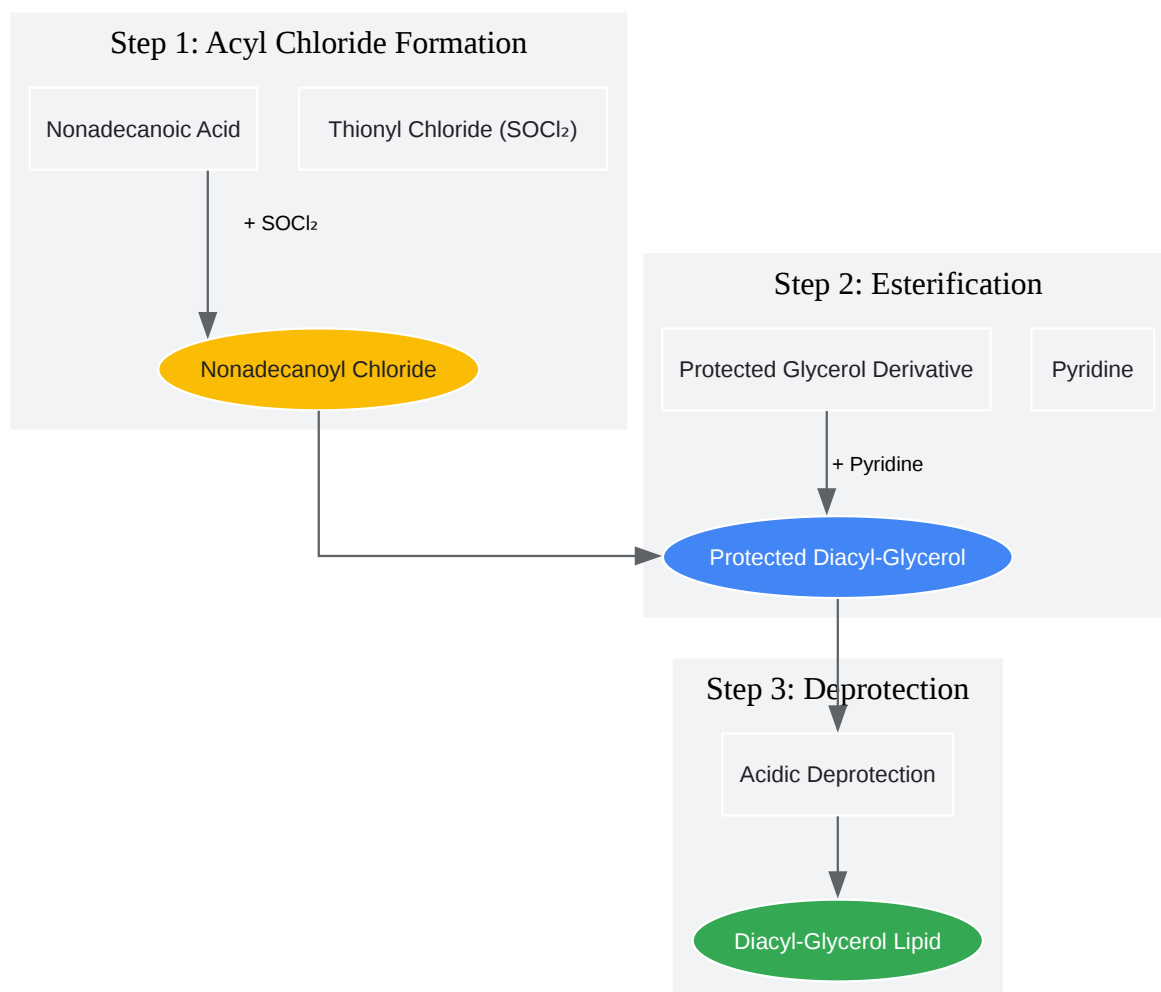 Step 1: Acyl Chloride Formation
Nonadecanoic Acid
Thionyl Chloride (SOCl₂)
+ SOCl₂
Nonadecanoyl Chloride
Step 2: Esterification
Protected Glycerol Derivative
Pyridine
+ Pyridine
Protected Diacyl-Glycerol
Step 3: Deprotection
Acidic Deprotection
Diacyl-Glycerol Lipid